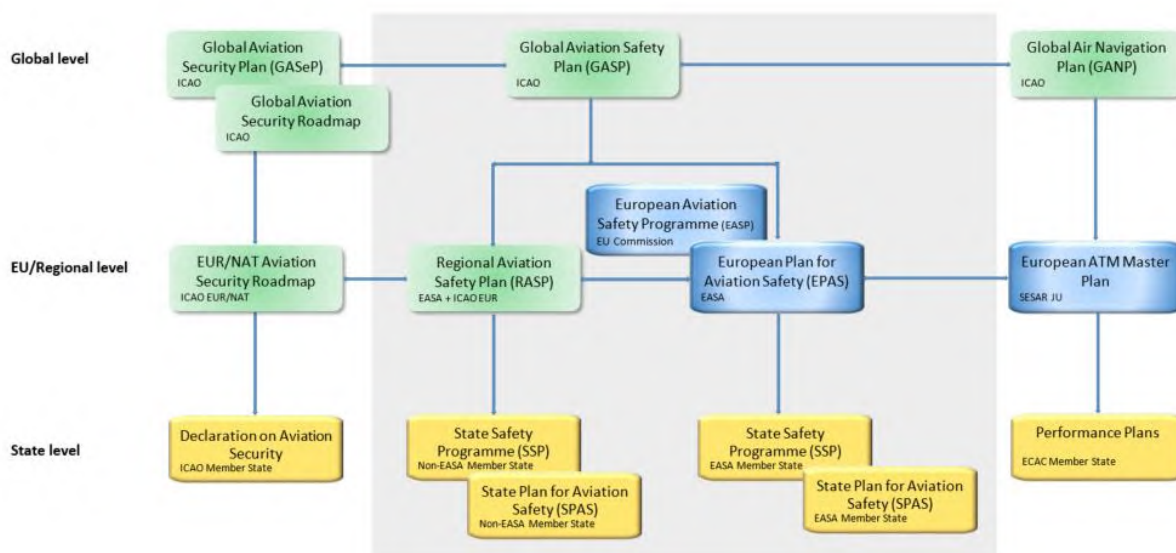 Global level
Global Aviation
Security Plan (GASeP)
ICAO
Global Aviation
Security Roadmap
ICAO
Global Aviation Safety
Plan (GASP)
ICAO
Global Air Navigation
Plan (GANP)
ICAO
EU/Regional level
EUR/NAT Aviation
Security Roadmap
ICAO EUR/NAT
Regional Aviation
Safety Plan (RASP)
EASA + ICAO EUR
European Aviation
Safety Programme (EASP)
EU Commission
European Plan for
Aviation Safety (EPAS)
EASA
European ATM Master
Plan
SESAR JU
State level
Declaration on Aviation
Security
ICAO Member State
State Safety
Programme (SSP)
Non-EASA Member State
State Plan for Aviation
Safety (SPAS)
Non-EASA Member State
State Safety
Programme (SSP)
EASA Member State
State Plan for Aviation
Safety (SPAS)
EASA Member State
Performance Plans
ECAC Member State